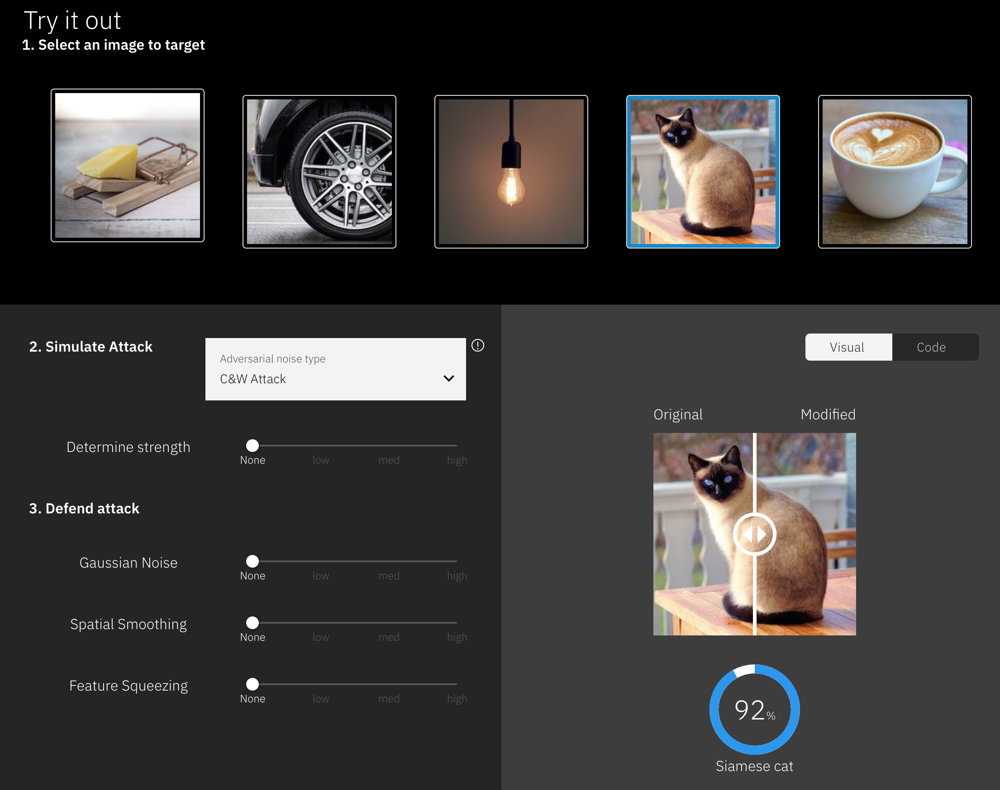 Try it out
1. Select an image to target
2. Simulate Attack
Adversarial noise type
C&W Attack
Determine strength
None low med high
3. Defend attack
Gaussian Noise
None low med high
Spatial Smoothing
None low med high
Feature Squeezing
None low med high
Visual Code
Original Modified
92%
Siamese cat